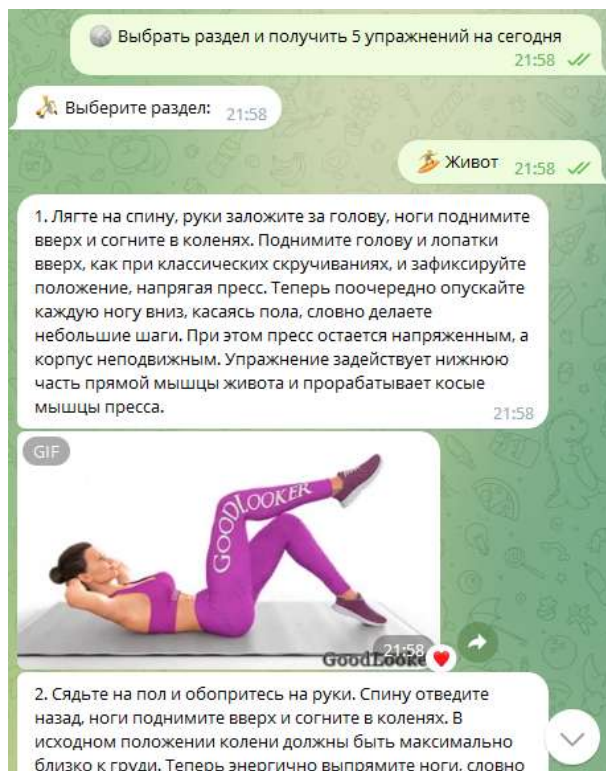 Выбрать раздел и получить 5 упражнений на сегодня
21:58
Выберите раздел: 21:58
Живот 21:58
1. Лягте на спину, руки заложите за голову, ноги поднимите
вверх и согните в коленях. Поднимите голову и лопатки
вверх, как при классических скручиваниях, и зафиксируйте
положение, напрягая пресс. Теперь поочередно опускайте
каждую ногу вниз, касаясь пола, словно делаете
небольшие шаги. При этом пресс остается напряженным, а
корпус неподвижным. Упражнение задействует нижнюю
часть прямой мышцы живота и прорабатывает косые
мышцы пресса.
21:58
GIF
GOODLOOKER
21:58
GoodLooke
2. Сядьте на пол и обопритесь на руки. Спину отведите
назад, ноги поднимите вверх и согните в коленях. В
исходном положении колени должны быть максимально
близко к груди. Теперь энергично выпрямите ноги, словно